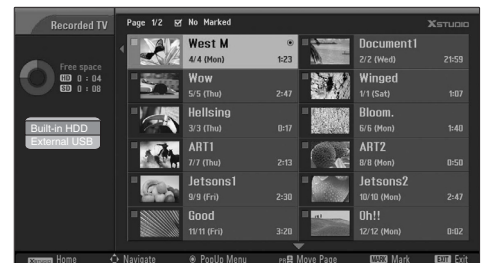 Recorded TV
Page 1/2 No Marked
XSTUDIO
Free space
HD 0 : 04
SD 0 : 08
Built-in HDD
External USB
West M
4/4 (Mon) 1:23
Document1
2/2 (Wed) 21:59
Wow
5/5 (Thu) 2:47
Winged
1/1 (Sat) 1:07
Hellsing
3/3 (Thu) 0:17
Bloom.
6/6 (Mon) 1:40
ART1
7/7 (Thu) 2:13
ART2
8/8 (Mon) 0:50
Jetsons1
9/9 (Fri) 2:30
Jetsons2
10/10 (Mon) 2:47
Good
11/11 (Fri) 3:20
Oh!!
12/12 (Mon) 0:02
Home Navigate PopUp Menu PR Move Page MARK Mark EXIT Exit